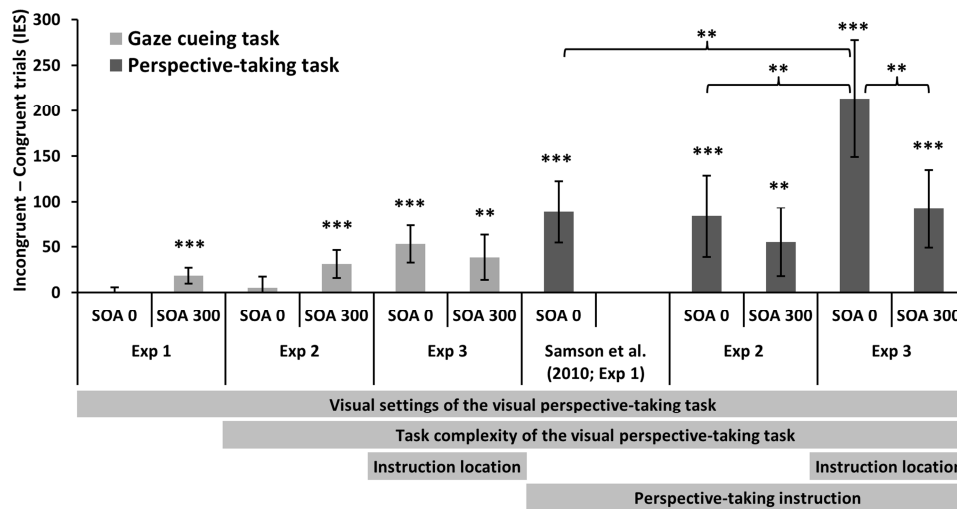 Incongruent – Congruent trials (IES)
300
250
200
150
100
50
0
Gaze cueing task
Perspective-taking task
***
***
***
**
***
***
**
***
***
**
**
**
SOA 0 SOA 300 SOA 0 SOA 300 SOA 0 SOA 300 SOA 0 SOA 0 SOA 300 SOA 0 SOA 300
Exp 1 Exp 2 Exp 3 Samson et al. Exp 2 Exp 3
(2010; Exp 1)
Visual settings of the visual perspective-taking task
Task complexity of the visual perspective-taking task
Instruction location Instruction location
Perspective-taking instruction